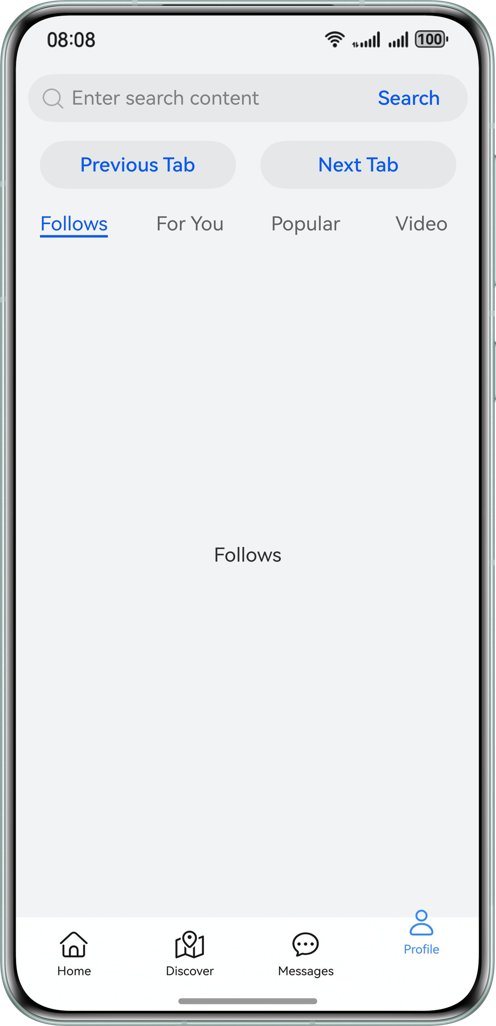 08:08 100
Enter search content Search
Previous Tab Next Tab
Follows For You Popular Video
Follows
Home Discover Messages Profile